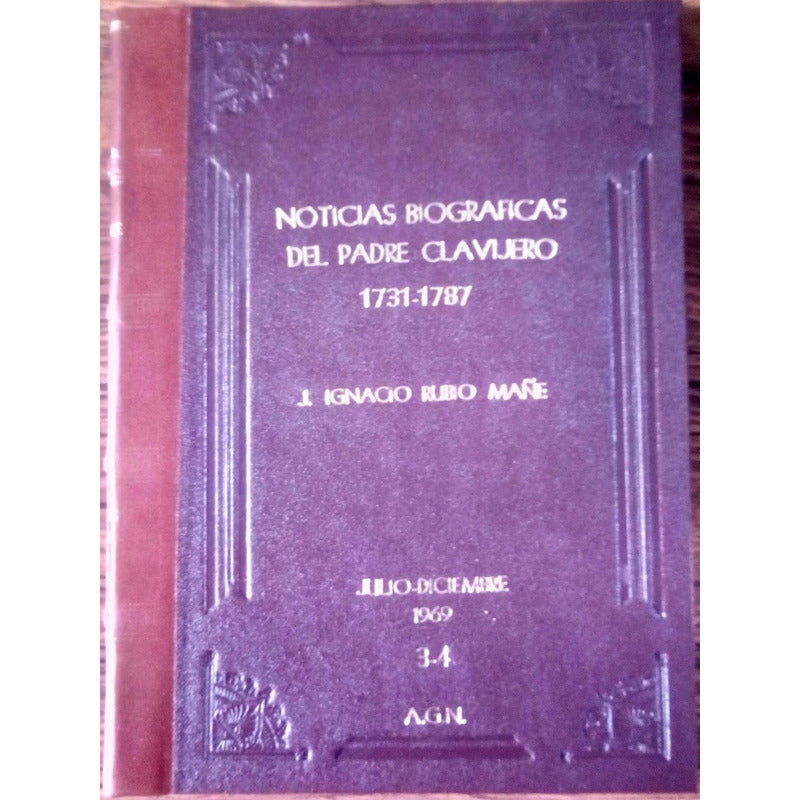 NOTICIAS BIOGRAFICAS
DEL PADRE CLAVIJERO
1731-1787
J. IGNACIO RUBIO MAÑE
JULIO-DICIEMBRE
1969
3-4
A.G.N.